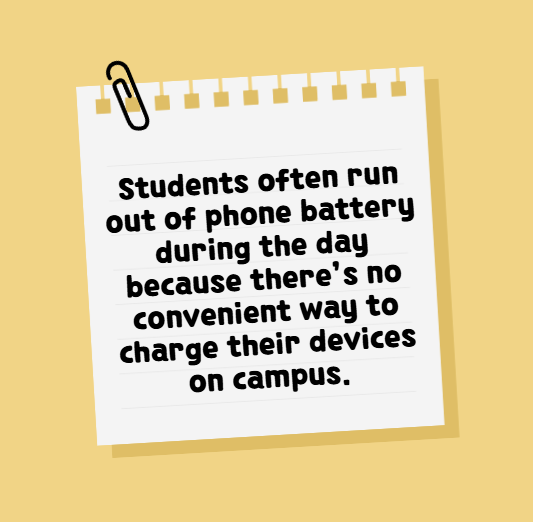 Students often run
out of phone battery
during the day
because there's no
convenient way to
charge their devices
on campus.